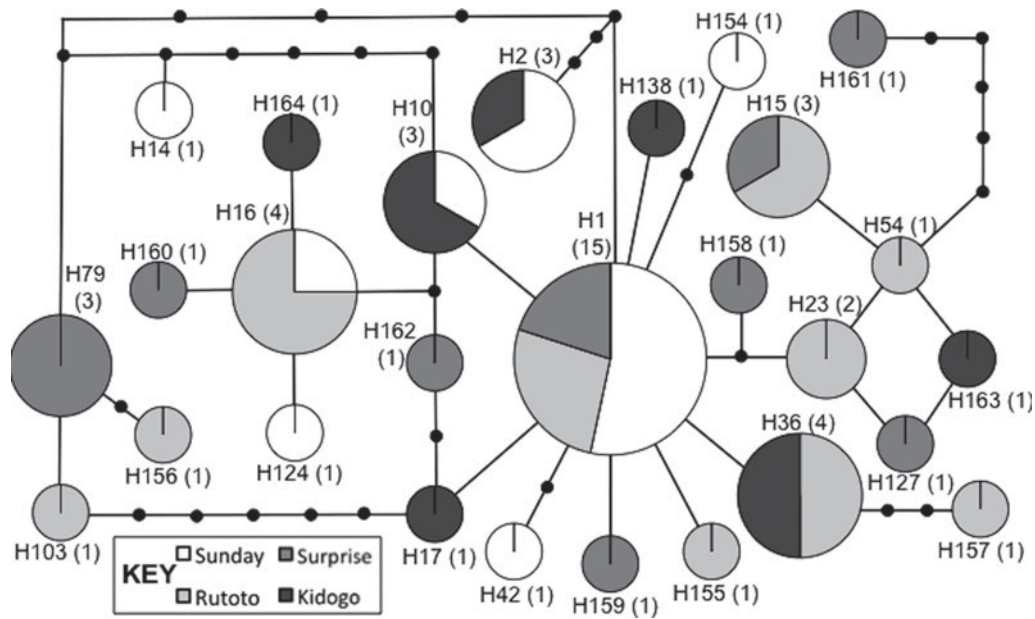 H154 (1)
H2 (3)
H161 (1)
H138 (1)
H164 (1)
H10
(3)
H15 (3)
H14 (1)
H16 (4)
H1
(15)
H54 (1)
H160 (1)
H158 (1)
H79
(3)
H23 (2)
H162
(1)
H163 (1)
H36 (4)
H156 (1)
H124 (1)
H127 (1)
H103 (1)
H17 (1)
H157 (1)
H42 (1)
H159 (1)
H155 (1)
KEY
Sunday
Surprise
Rutoto
Kidogo